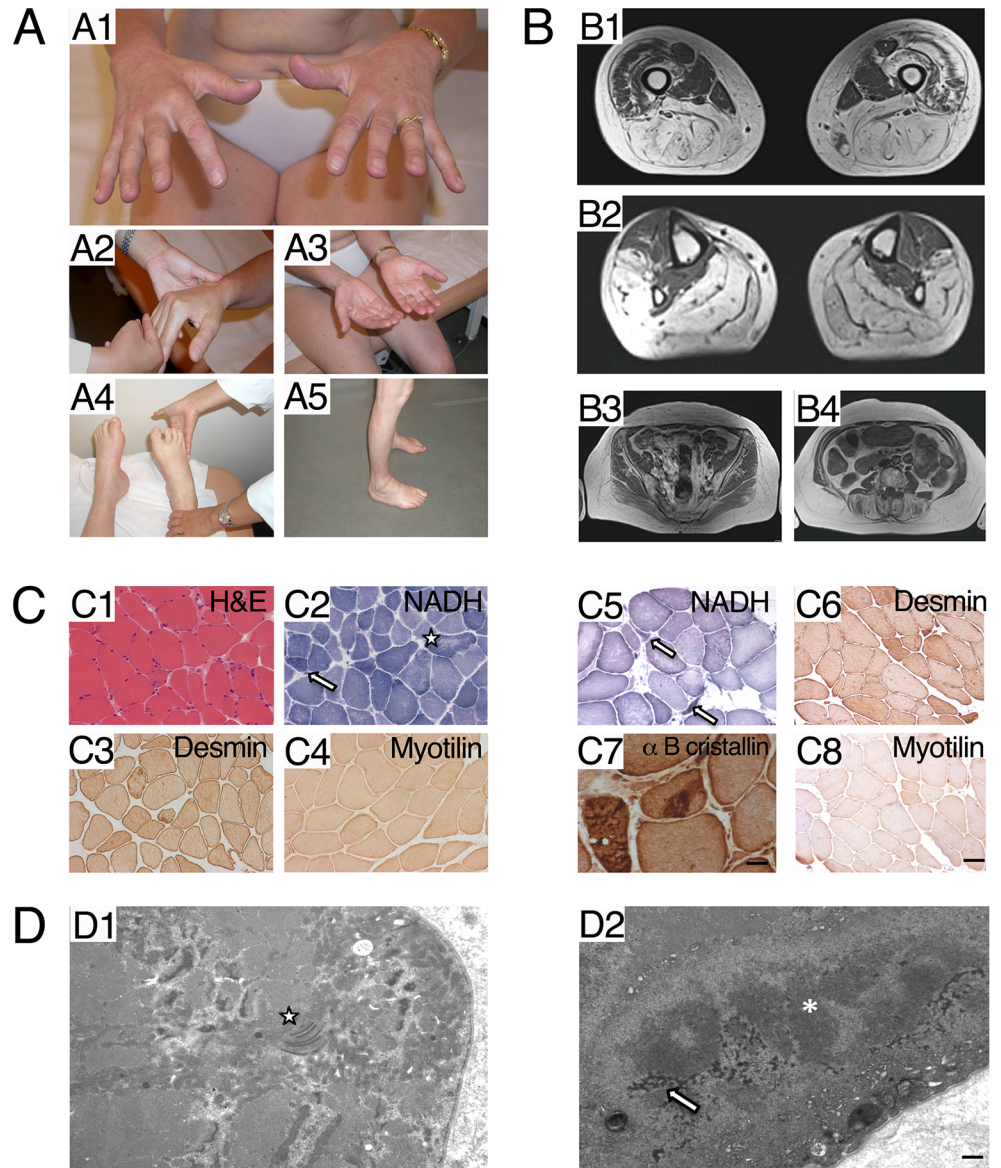 A
A1
A2
A3
A4
A5
B
B1
B2
B3
B4
C
C1 H&E
C2 NADH
C3 Desmin
C4 Myotilin
C5 NADH
C6 Desmin
C7 α B cristallin
C8 Myotilin
D
D1
D2
*